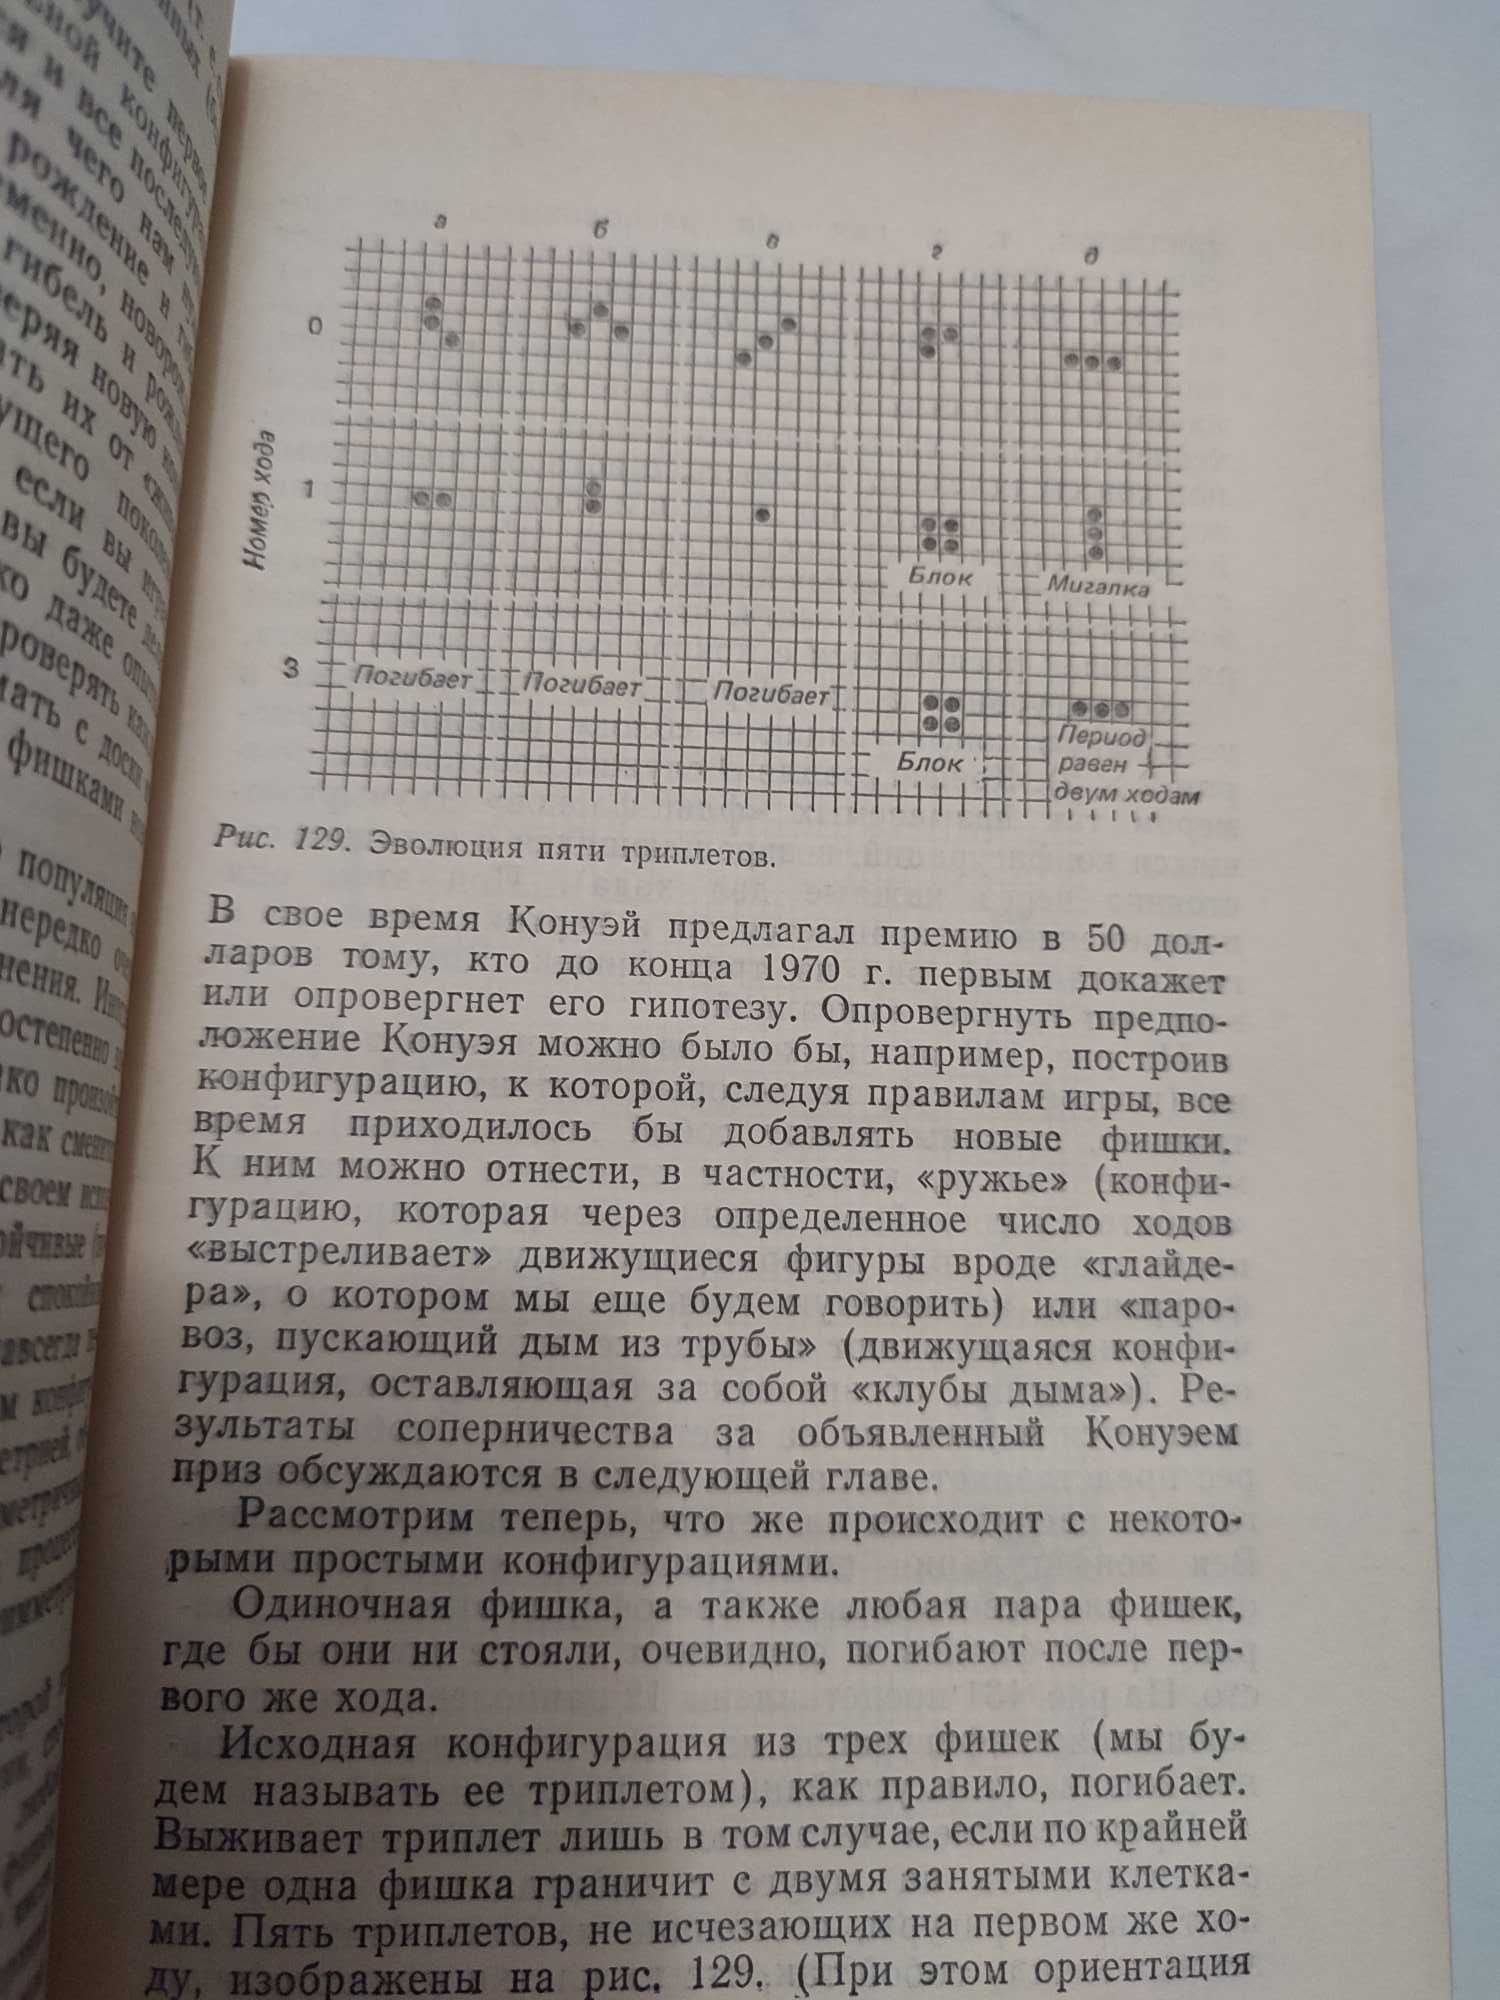 а б в г д
0
Номер хода
1
Блок Мигалка
3
Погибает Погибает Погибает
Период
Блок равен
двум ходам
Рис. 129. Эволюция пяти триплетов.
В свое время Конуэй предлагал премию в 50 дол-
ларов тому, кто до конца 1970 г. первым докажет
или опровергнет его гипотезу. Опровергнуть предпо-
ложение Конуэя можно было бы, например, построив
конфигурацию, к которой, следуя правилам игры, все
время приходилось бы добавлять новые фишки.
К ним можно отнести, в частности, «ружье» (конфи-
гурацию, которая через определенное число ходов
«выстреливает» движущиеся фигуры вроде «глайде-
ра», о котором мы еще будем говорить) или «паро-
воз, пускающий дым из трубы» (движущаяся конфи-
гурация, оставляющая за собой «клубы дыма»). Ре-
зультаты соперничества за объявленный Конуэем
приз обсуждаются в следующей главе.
Рассмотрим теперь, что же происходит с некото-
рыми простыми конфигурациями.
Одиночная фишка, а также любая пара фишек,
где бы они ни стояли, очевидно, погибают после пер-
вого же хода.
Исходная конфигурация из трех фишек (мы бу-
дем называть ее триплетом), как правило, погибает.
Выживает триплет лишь в том случае, если по крайней
мере одна фишка граничит с двумя занятыми клетка-
ми. Пять триплетов, не исчезающих на первом же хо-
ду, изображены на рис. 129. (При этом ориентация